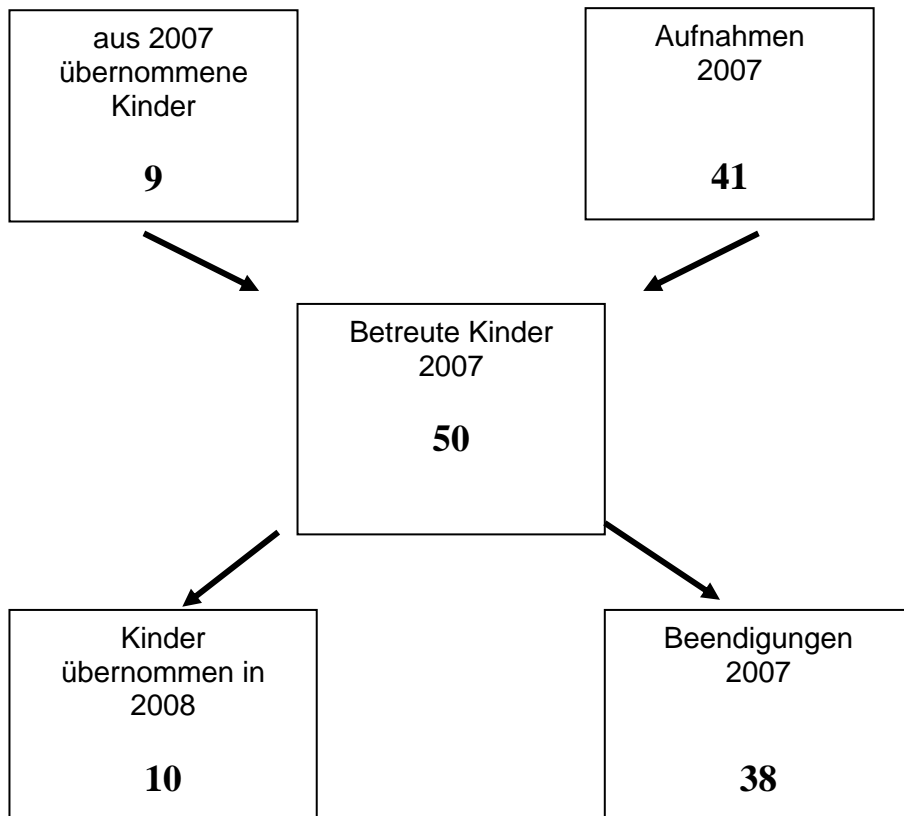 aus 2007
übernommene
Kinder
9
Aufnahmen
2007
41
Betreute Kinder
2007
50
Kinder
übernommen in
2008
10
Beendigungen
2007
38